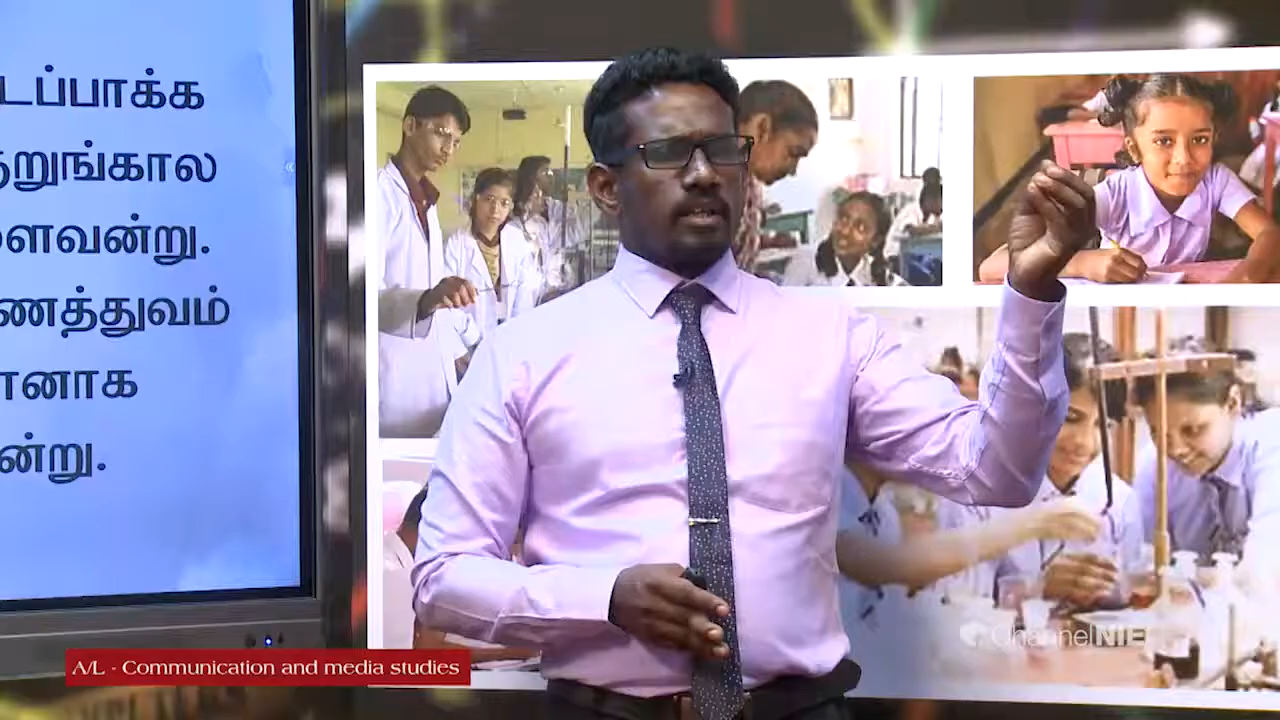 டப்பாக்க
குறுங்கால
ளவன்று.
ணத்துவம்
ானாக
ன்று.
A/L - Communication and media studies
ChannelNIE